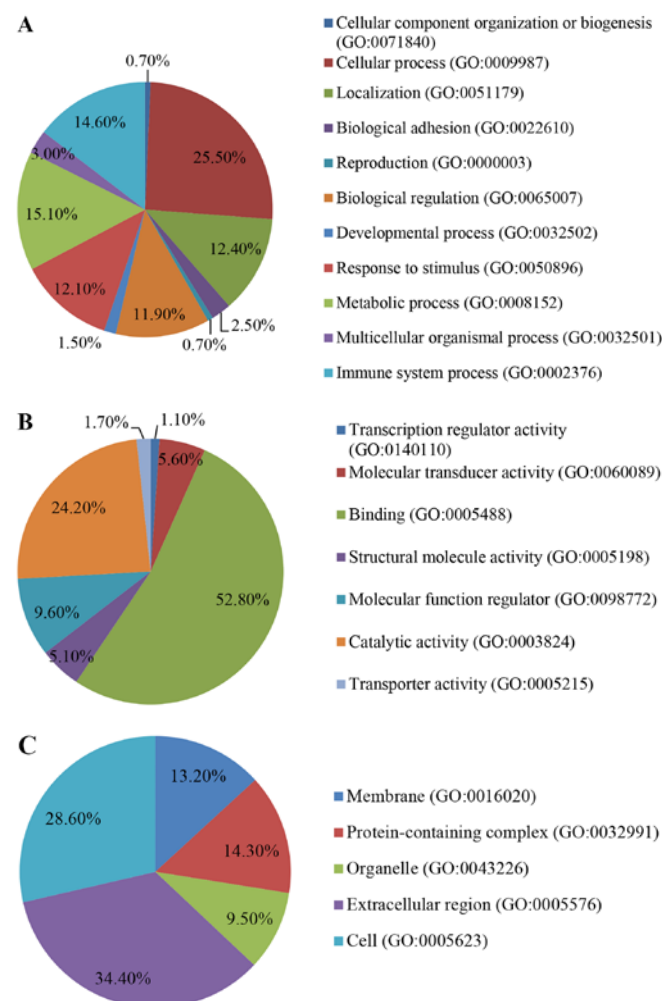 A
Cellular component organization or biogenesis
(GO:0071840)
0.70%
Cellular process (GO:0009987)
Localization (GO:0051179)
14.60%
Biological adhesion (GO:0022610)
3.00%
25.50%
Reproduction (GO:0000003)
15.10%
Biological regulation (GO:0065007)
12.40%
Developmental process (GO:0032502)
12.10%
Response to stimulus (GO:0050896)
11.90%
2.50%
Metabolic process (GO:0008152)
1.50%
0.70%
Multicellular organismal process (GO:0032501)
Immune system process (GO:0002376)
B
1.70%
1.10%
Transcription regulator activity
(GO:0140110)
5.60%
Molecular transducer activity (GO:0060089)
24.20%
Binding (GO:0005488)
Structural molecule activity (GO:0005198)
52.80%
9.60%
Molecular function regulator (GO:0098772)
Catalytic activity (GO:0003824)
5.10%
Transporter activity (GO:0005215)
C
13.20%
28.60%
Membrane (GO:0016020)
Protein-containing complex (GO:0032991)
14.30%
Organelle (GO:0043226)
9.50%
Extracellular region (GO:0005576)
Cell (GO:0005623)
34.40%